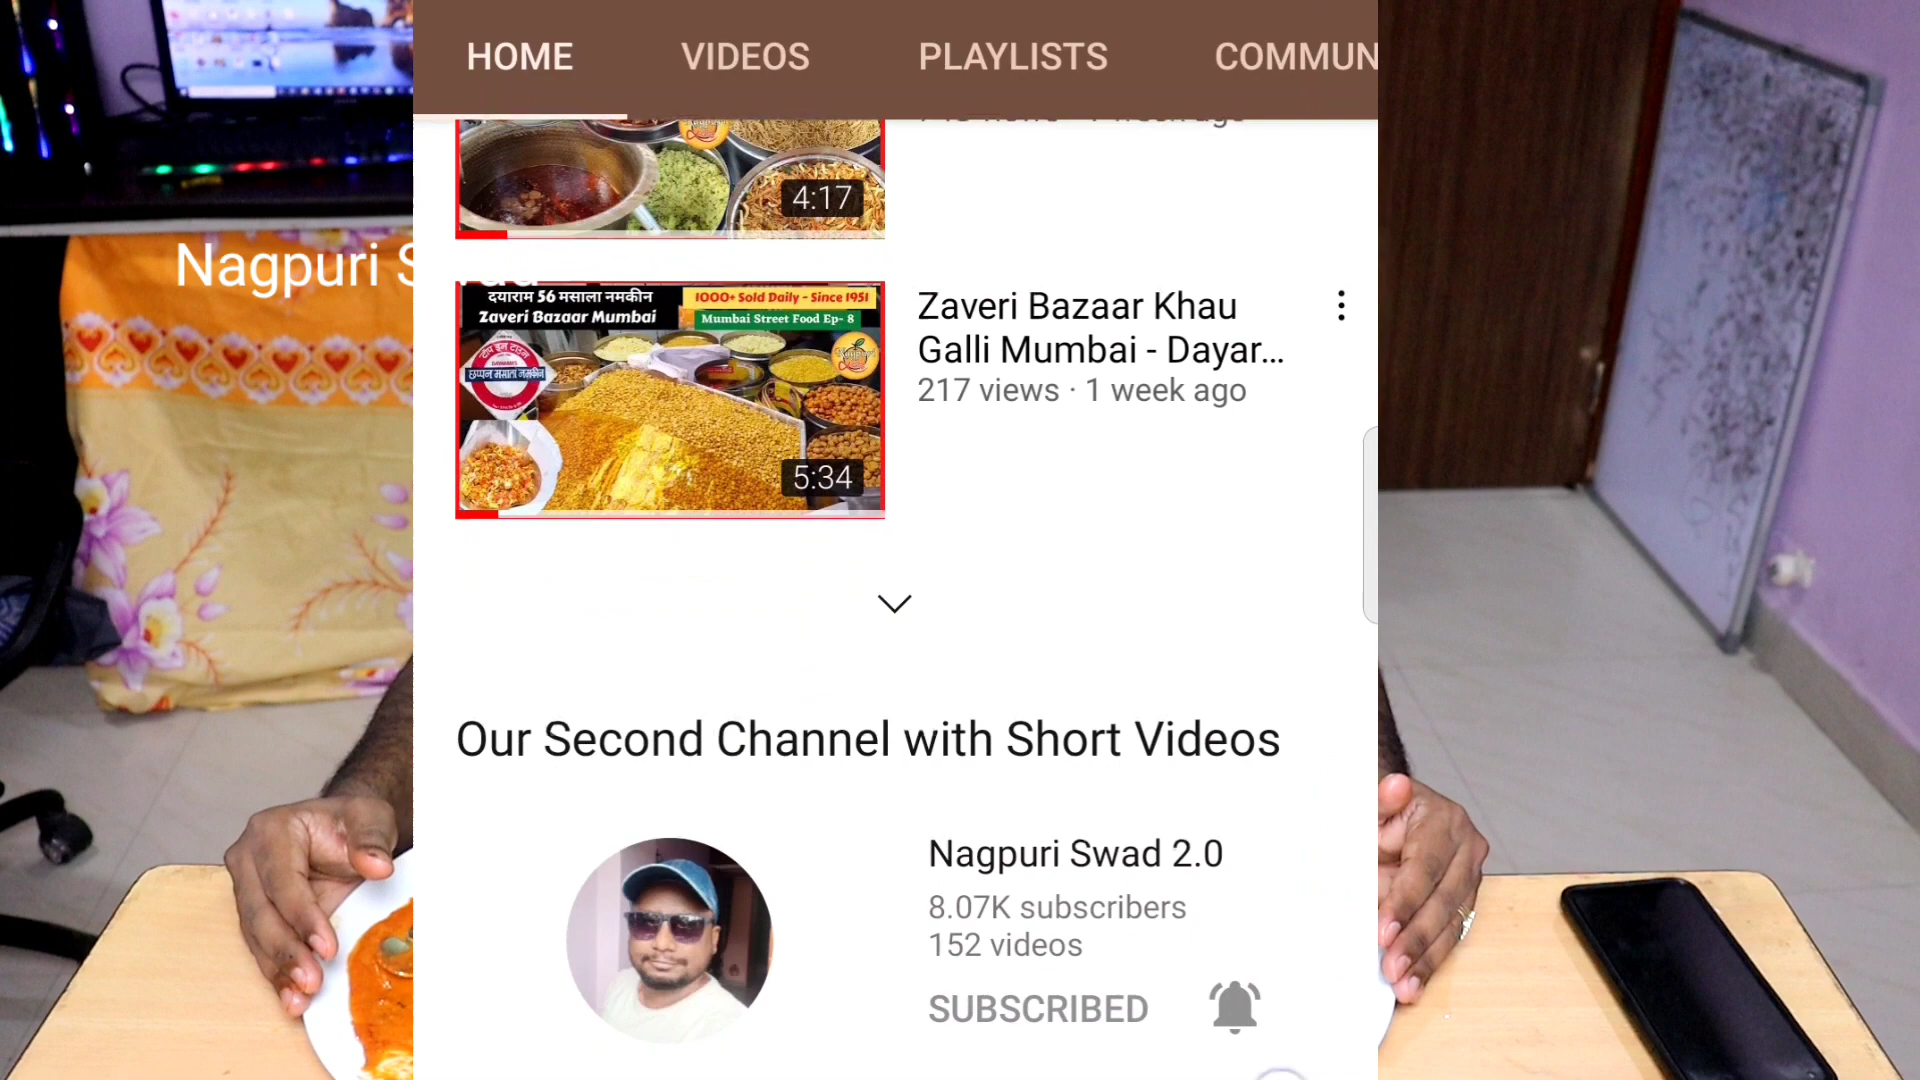 HOME VIDEOS PLAYLISTS COMMUN
4:17
Nagpuri S
दयाराम 56 मसाला नमकीन
Zaveri Bazaar Mumbai
1000+ Sold Daily - Since 1951
Mumbai Street Food Ep- 8
छप्पन मसाला नमकीन
5:34
Zaveri Bazaar Khau
Galli Mumbai - Dayar...
217 views · 1 week ago
Our Second Channel with Short Videos
Nagpuri Swad 2.0
8.07K subscribers
152 videos
SUBSCRIBED